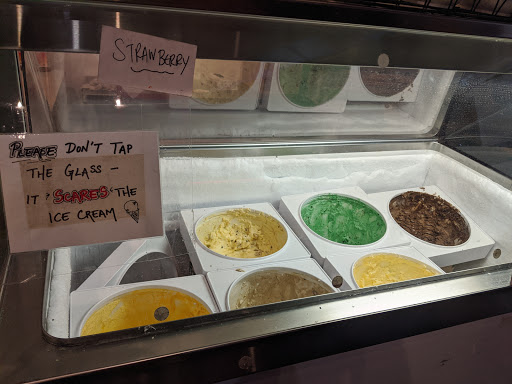 STRAWBERRY
PLEASE DON'T TAP
THE GLASS -
IT SCARES THE
ICE CREAM